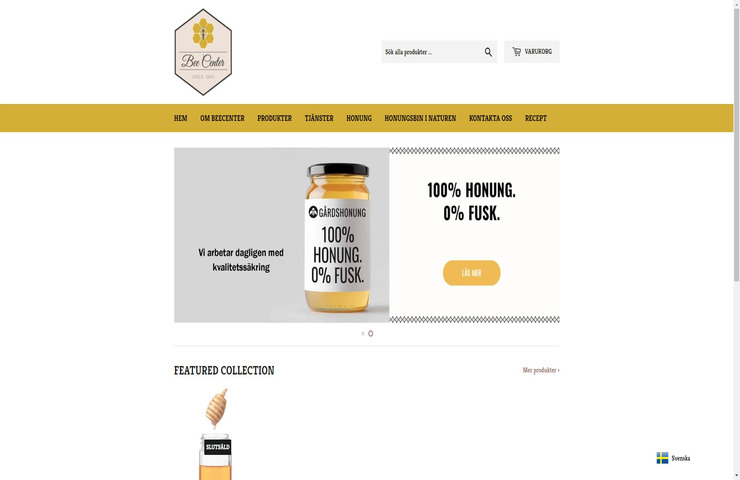 Bee Center
SINCE 1945
Sök alla produkter ...
VARUKORG
HEM
OM BEECENTER
PRODUKTER
TJÄNSTER
HONUNG
HONUNGSBIN I NATUREN
KONTAKTA OSS
RECEPT
Vi arbetar dagligen med
kvalitetssäkring
GÅRDSHONUNG
100%
HONUNG.
0% FUSK.
100% HONUNG.
0% FUSK.
LÄS MER
FEATURED COLLECTION
Mer produkter ›
SLUTSÅLD
Svenska